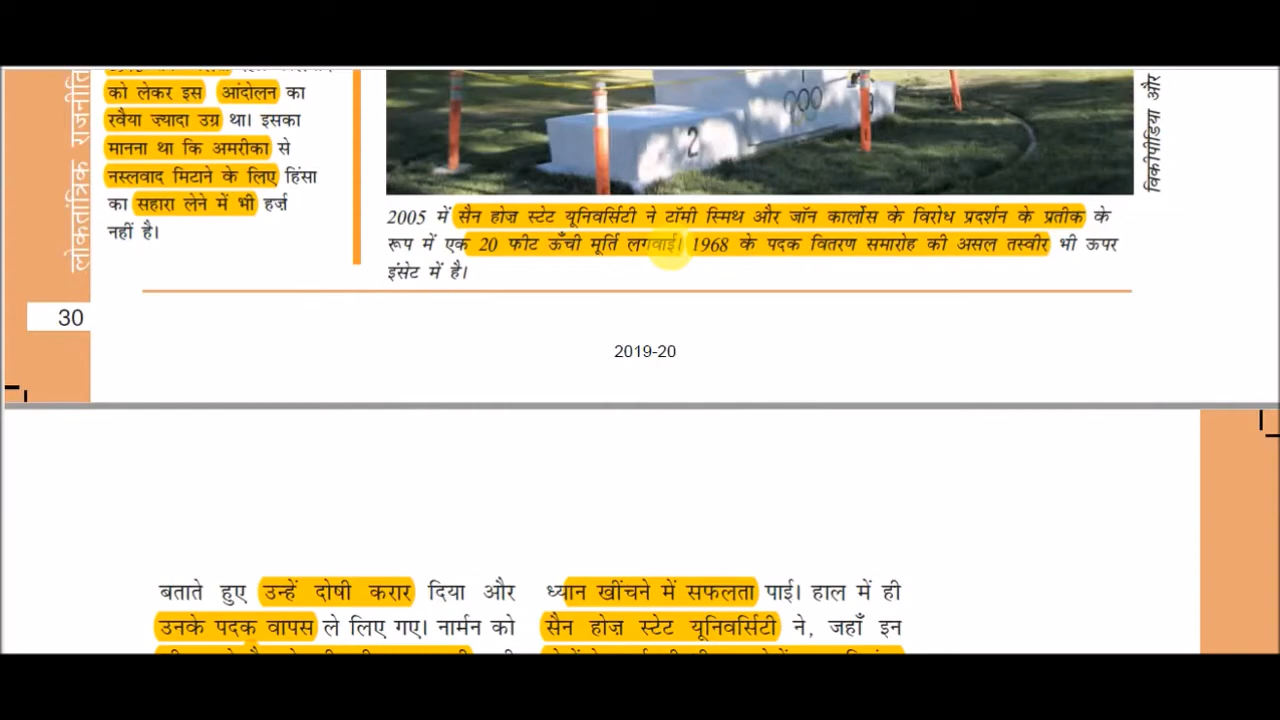 लोकतांत्रिक राजनीति
को लेकर इस आंदोलन का
रवैया ज़्यादा उग्र था। इसका
मानना था कि अमरीका से
नस्लवाद मिटाने के लिए हिंसा
का सहारा लेने में भी हर्ज़
नहीं है।
2
विकीपीडिया और
2005 में सैन होज़ स्टेट यूनिवर्सिटी ने टॉमी स्मिथ और जॉन कार्लोस के विरोध प्रदर्शन के प्रतीक के
रूप में एक 20 फीट ऊँची मूर्ति लगवाई। 1968 के पदक वितरण समारोह की असल तस्वीर भी ऊपर
इंसेट में है।
30
2019-20
बताते हुए उन्हें दोषी करार दिया और
उनके पदक वापस ले लिए गए। नार्मन को
ध्यान खींचने में सफलता पाई। हाल में ही
सैन होज़ स्टेट यूनिवर्सिटी ने, जहाँ इन